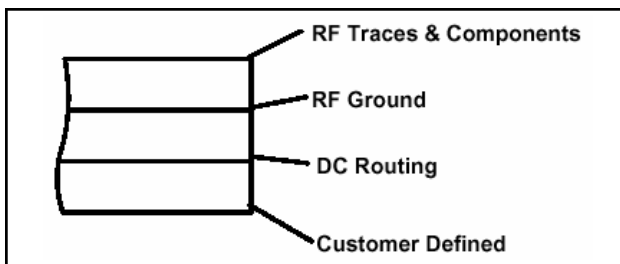 RF Traces & Components
RF Ground
DC Routing
Customer Defined